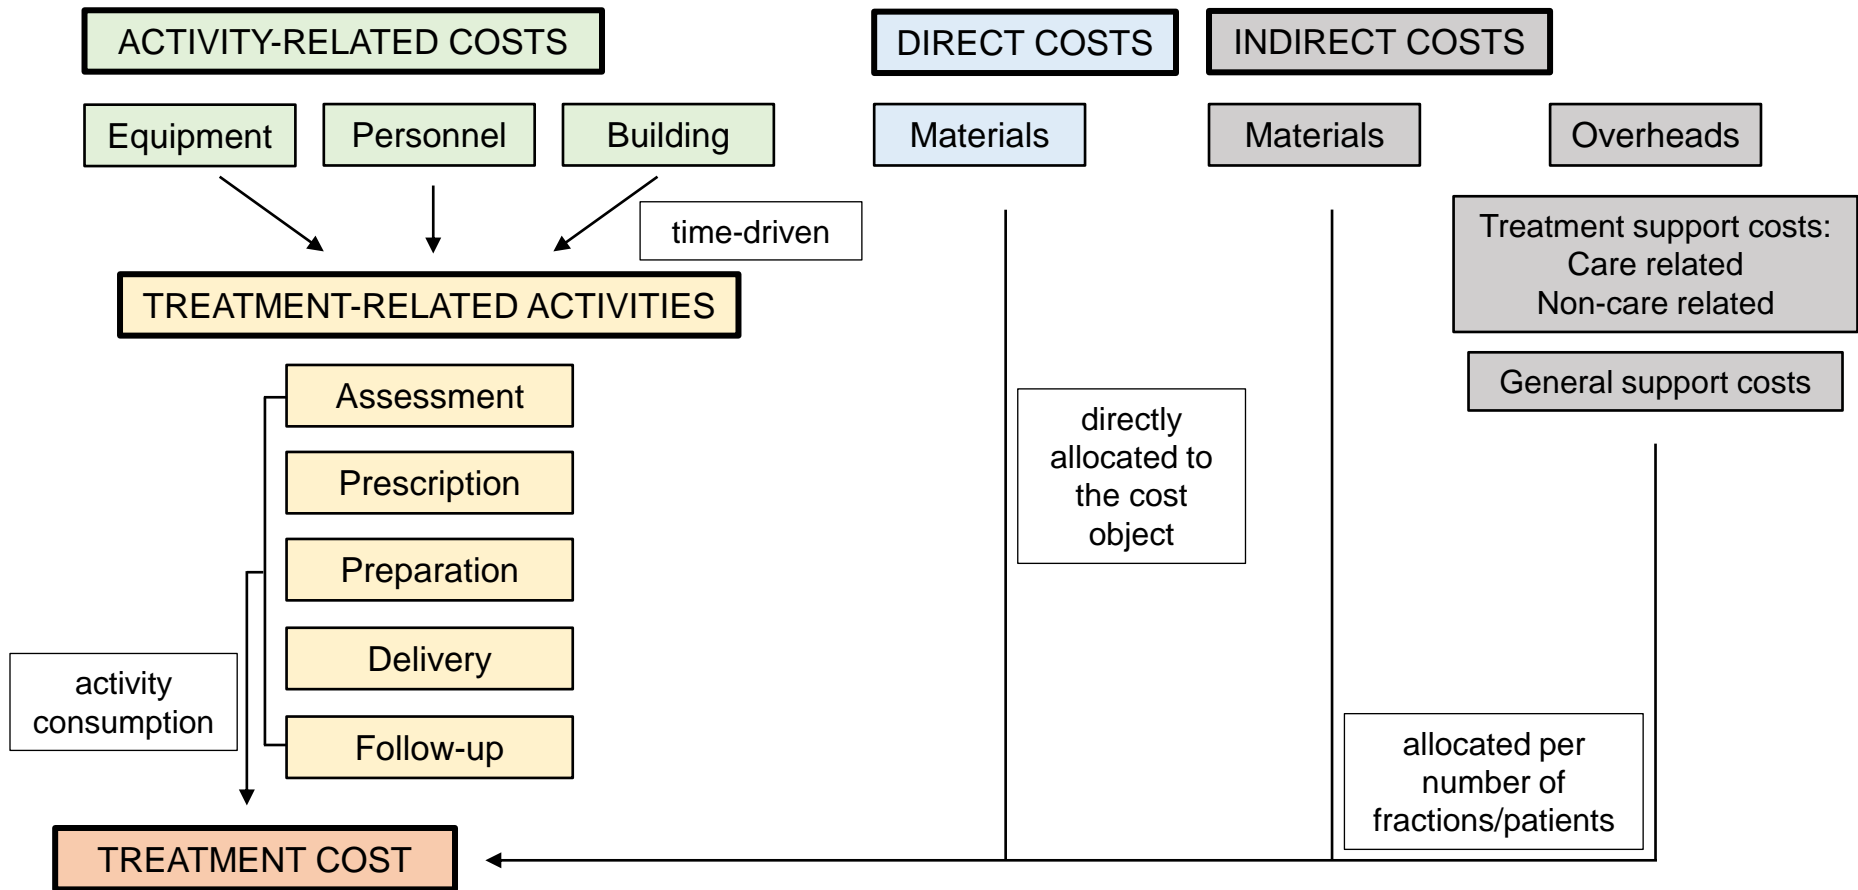 ACTIVITY-RELATED COSTS
DIRECT COSTS
INDIRECT COSTS
Equipment
Personnel
Building
Materials
Materials
Overheads
time-driven
Treatment support costs:
Care related
Non-care related
TREATMENT-RELATED ACTIVITIES
General support costs
Assessment
directly
allocated to
the cost
object
Prescription
Preparation
Delivery
activity
consumption
Follow-up
allocated per
number of
fractions/patients
TREATMENT COST